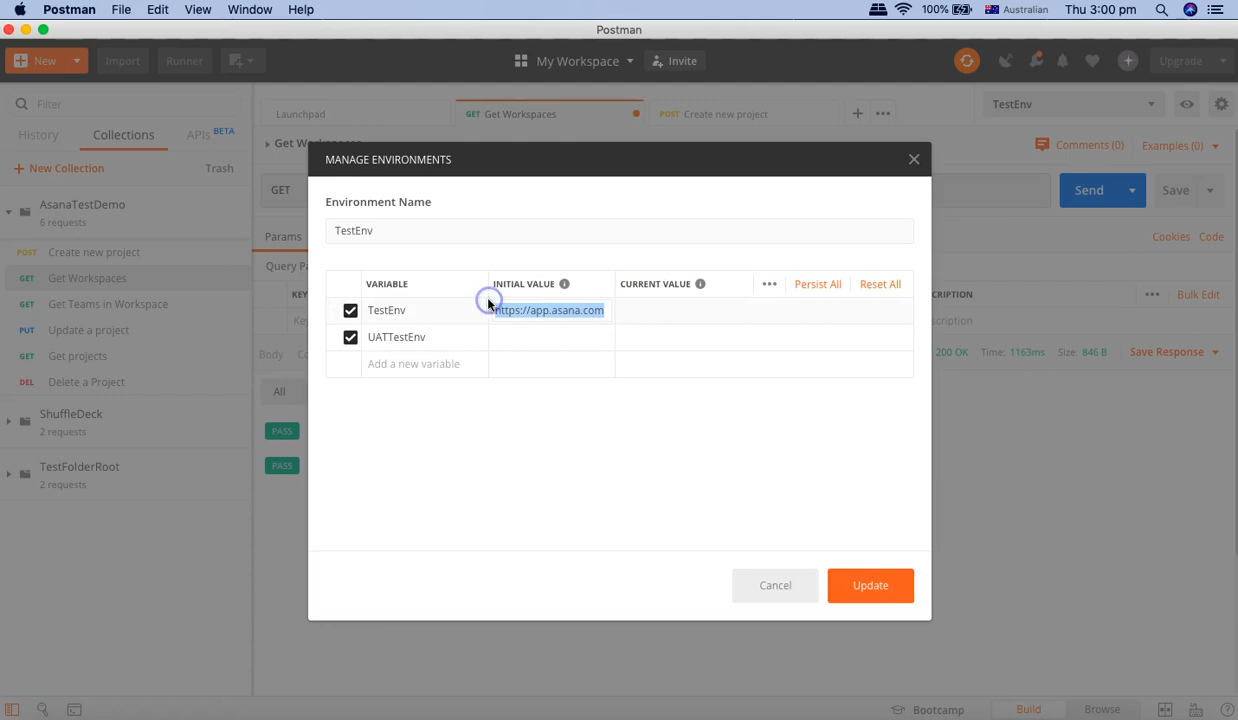 Postman File Edit View Window Help 100% Australian Thu 3:00 pm
Postman
New Import Runner My Workspace Invite Upgrade
Filter
History Collections APIs BETA
New Collection Trash
AsanaTestDemo
6 requests
POST Create new project
GET Get Workspaces
GET Get Teams in Workspace
PUT Update a project
GET Get projects
DEL Delete a Project
ShuffleDeck
2 requests
TestFolderRoot
2 requests
Launchpad GET Get Workspaces POST Create new project TestEnv
Comments (0) Examples (0)
GET Send Save
Params Cookies Code
Bulk Edit
Body 200 OK Time: 1163ms Size: 846 B Save Response
All
PASS
PASS
MANAGE ENVIRONMENTS
Environment Name
TestEnv
VARIABLE INITIAL VALUE CURRENT VALUE Persist All Reset All
TestEnv https://app.asana.com
UATTestEnv
Add a new variable
Cancel Update
Bootcamp Build Browse